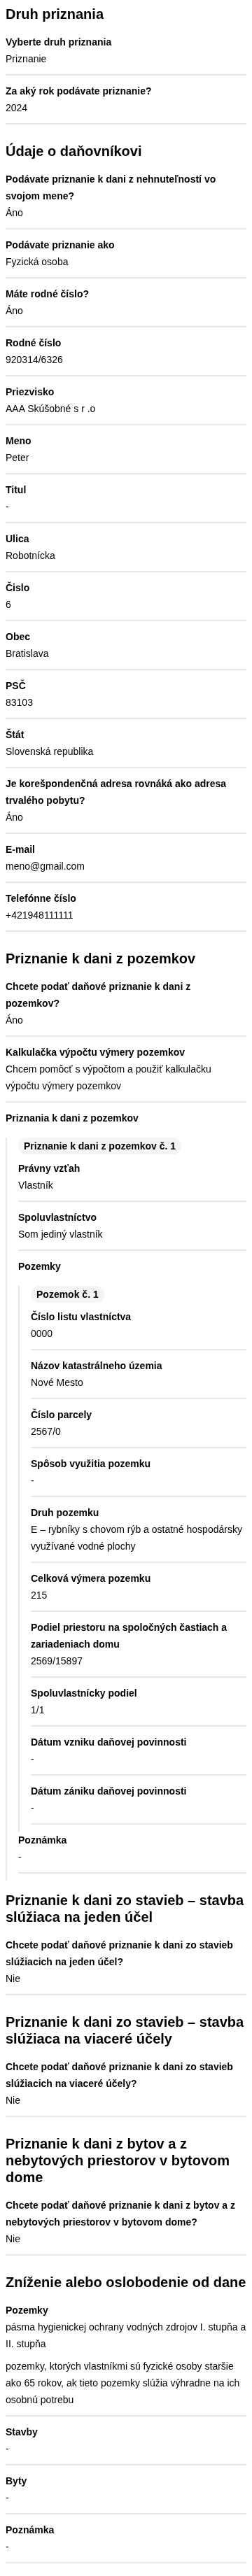 Druh priznania
Vyberte druh priznania
Priznanie
Za aký rok podávate priznanie?
2024
Údaje o daňovníkovi
Podávate priznanie k dani z nehnuteľností vo
svojom mene?
Áno
Podávate priznanie ako
Fyzická osoba
Máte rodné číslo?
Áno
Rodné číslo
920314/6326
Priezvisko
AAA Skúšobné s r .o
Meno
Peter
Titul
-
Ulica
Robotnícka
Čislo
6
Obec
Bratislava
PSČ
83103
Štát
Slovenská republika
Je korešpondenčná adresa rovnáká ako adresa
trvalého pobytu?
Áno
E-mail
meno@gmail.com
Telefónne číslo
+421948111111
Priznanie k dani z pozemkov
Chcete podať daňové priznanie k dani z
pozemkov?
Áno
Kalkulačka výpočtu výmery pozemkov
Chcem pomôcť s výpočtom a použiť kalkulačku
výpočtu výmery pozemkov
Priznania k dani z pozemkov
Priznanie k dani z pozemkov č. 1
Právny vzťah
Vlastník
Spoluvlastníctvo
Som jediný vlastník
Pozemky
Pozemok č. 1
Číslo listu vlastníctva
0000
Názov katastrálneho územia
Nové Mesto
Číslo parcely
2567/0
Spôsob využitia pozemku
-
Druh pozemku
E – rybníky s chovom rýb a ostatné hospodársky
využívané vodné plochy
Celková výmera pozemku
215
Podiel priestoru na spoločných častiach a
zariadeniach domu
2569/15897
Spoluvlastnícky podiel
1/1
Dátum vzniku daňovej povinnosti
-
Dátum zániku daňovej povinnosti
-
Poznámka
-
Priznanie k dani zo stavieb – stavba
slúžiaca na jeden účel
Chcete podať daňové priznanie k dani zo stavieb
slúžiacich na jeden účel?
Nie
Priznanie k dani zo stavieb – stavba
slúžiaca na viaceré účely
Chcete podať daňové priznanie k dani zo stavieb
slúžiacich na viaceré účely?
Nie
Priznanie k dani z bytov a z
nebytových priestorov v bytovom
dome
Chcete podať daňové priznanie k dani z bytov a z
nebytových priestorov v bytovom dome?
Nie
Zníženie alebo oslobodenie od dane
Pozemky
pásma hygienickej ochrany vodných zdrojov I. stupňa a
II. stupňa
pozemky, ktorých vlastníkmi sú fyzické osoby staršie
ako 65 rokov, ak tieto pozemky slúžia výhradne na ich
osobnú potrebu
Stavby
-
Byty
-
Poznámka
-